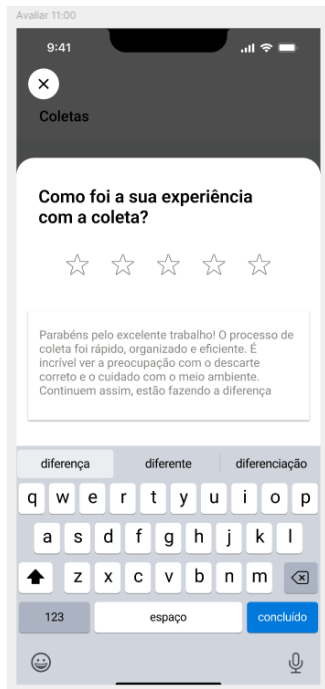 Avaliar 11:00
9:41
Coletas
Como foi a sua experiência
com a coleta?
Parabéns pelo excelente trabalho! O processo de
coleta foi rápido, organizado e eficiente. É
incrível ver a preocupação com o descarte
correto e o cuidado com o meio ambiente.
Continuem assim, estão fazendo a diferença
diferença diferente diferenciação
q w e r t y u i o p
a s d f g h j k l
z x c v b n m
123 espaço concluído